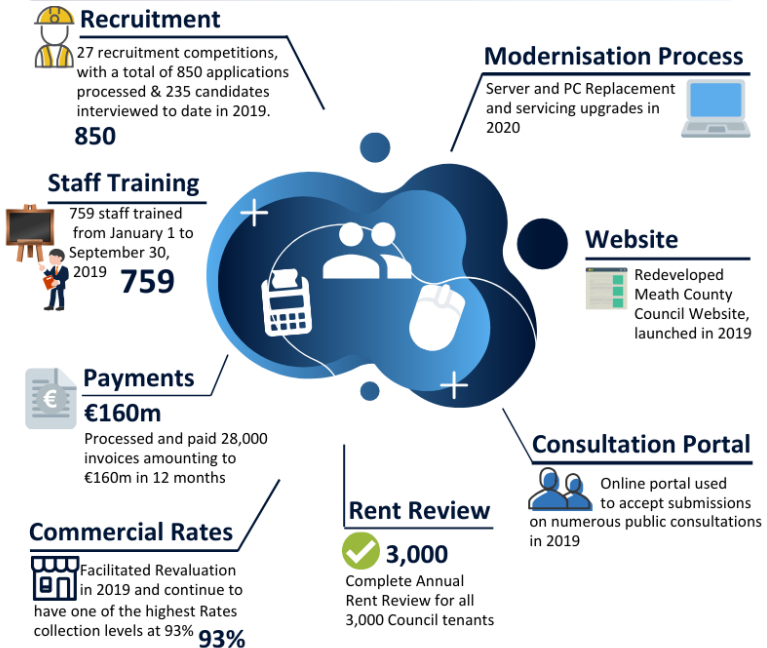 Recruitment
27 recruitment competitions,
with a total of 850 applications
processed & 235 candidates
interviewed to date in 2019.
850
Modernisation Process
Server and PC Replacement
and servicing upgrades in
2020
Staff Training
759 staff trained
from January 1 to
September 30,
2019 759
Website
Redeveloped
Meath County
Council Website,
launched in 2019
Payments
€
€160m
Processed and paid 28,000
invoices amounting to
€160m in 12 months
Consultation Portal
Online portal used
to accept submissions
on numerous public consultations
in 2019
Rent Review
3,000
Complete Annual
Rent Review for all
3,000 Council tenants
Commercial Rates
Facilitated Revaluation
in 2019 and continue to
have one of the highest Rates
collection levels at 93% 93%